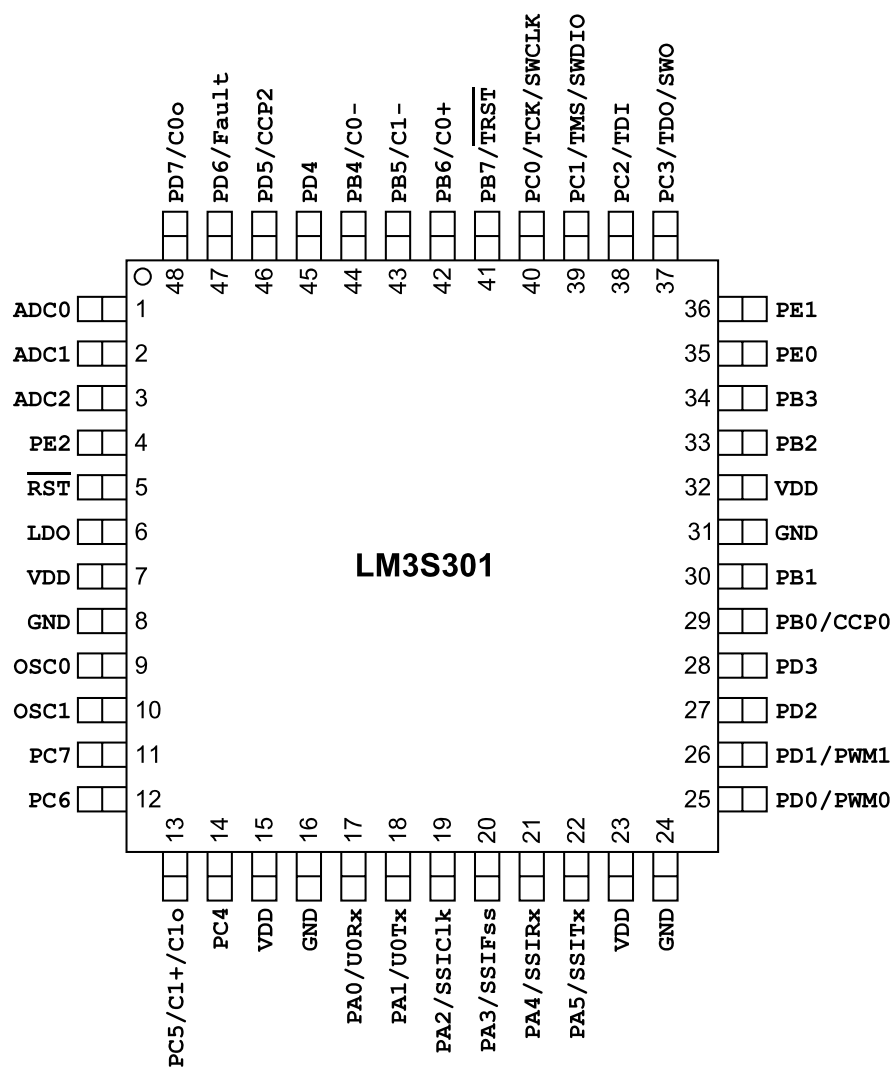 PD7/C0o
PD6/Fault
PD5/CCP2
PD4
PB4/C0-
PB5/C1-
PB6/C0+
PB7/TRST
PC0/TCK/SWCLK
PC1/TMS/SWDIO
PC2/TDI
PC3/TDO/SWO
48
47
46
45
44
43
42
41
40
39
38
37
ADC0 1
ADC1 2
ADC2 3
PE2 4
RST 5
LDO 6
VDD 7
GND 8
OSC0 9
OSC1 10
PC7 11
PC6 12
LM3S301
36 PE1
35 PE0
34 PB3
33 PB2
32 VDD
31 GND
30 PB1
29 PB0/CCP0
28 PD3
27 PD2
26 PD1/PWM1
25 PD0/PWM0
13
14
15
16
17
18
19
20
21
22
23
24
PC5/C1+/C1o
PC4
VDD
GND
PA0/U0Rx
PA1/U0Tx
PA2/SSIClk
PA3/SSIFss
PA4/SSIRx
PA5/SSITx
VDD
GND